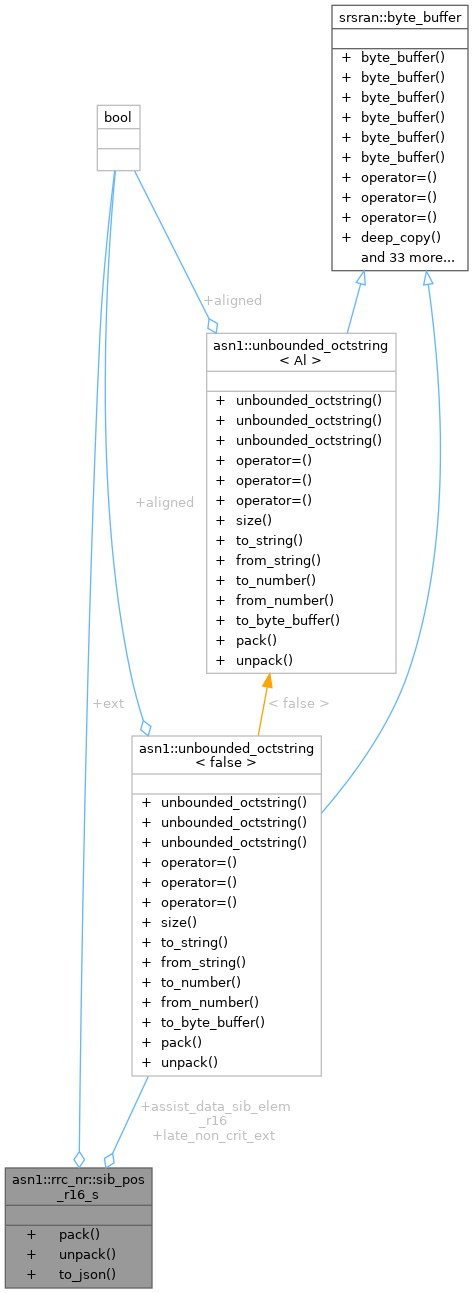 srsran::byte_buffer
+ byte_buffer()
+ byte_buffer()
+ byte_buffer()
+ byte_buffer()
+ byte_buffer()
+ byte_buffer()
+ operator=()
+ operator=()
+ operator=()
+ deep_copy()
and 33 more...
bool
+aligned
asn1::unbounded_octstring
< Al >
+ unbounded_octstring()
+ unbounded_octstring()
+ unbounded_octstring()
+ operator=()
+ operator=()
+ operator=()
+ size()
+ to_string()
+ from_string()
+ to_number()
+ from_number()
+ to_byte_buffer()
+ pack()
+ unpack()
+aligned
+ext
< false >
asn1::unbounded_octstring
< false >
+ unbounded_octstring()
+ unbounded_octstring()
+ unbounded_octstring()
+ operator=()
+ operator=()
+ operator=()
+ size()
+ to_string()
+ from_string()
+ to_number()
+ from_number()
+ to_byte_buffer()
+ pack()
+ unpack()
+assist_data_sib_elem
_r16
+late_non_crit_ext
asn1::rrc_nr::sib_pos
_r16_s
+ pack()
+ unpack()
+ to_json()